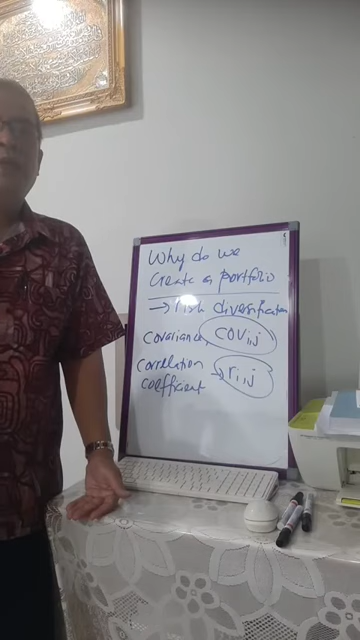 Why do we
Create a portfolio
→ risk diversification
Covariance, COVi,j
Correlation
coefficient → ri,j